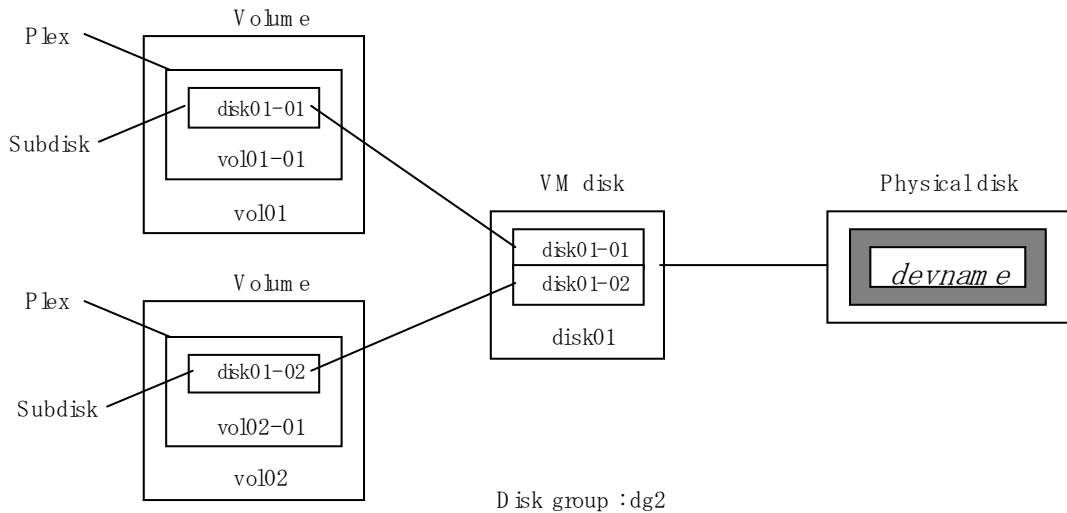 Volume
Plex
disk01-01
Subdisk
vol01-01
vol01
VM disk
Physical disk
disk01-01
disk01-02
disk01
devname
Volume
Plex
disk01-02
Subdisk
vol02-01
vol02
Disk group :dg2